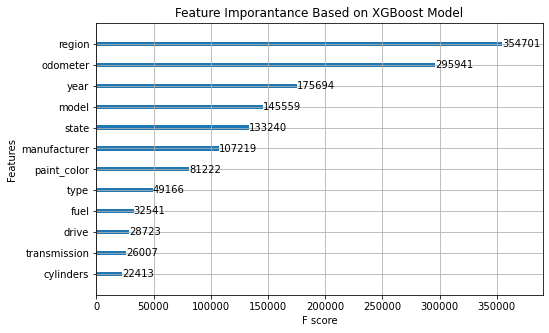 Feature Imporantance Based on XGBoost Model
region 354701
odometer 295941
year 175694
model 145559
state 133240
manufacturer 107219
paint_color 81222
type 49166
fuel 32541
drive 28723
transmission 26007
cylinders 22413
Features
0 50000 100000 150000 200000 250000 300000 350000
F score